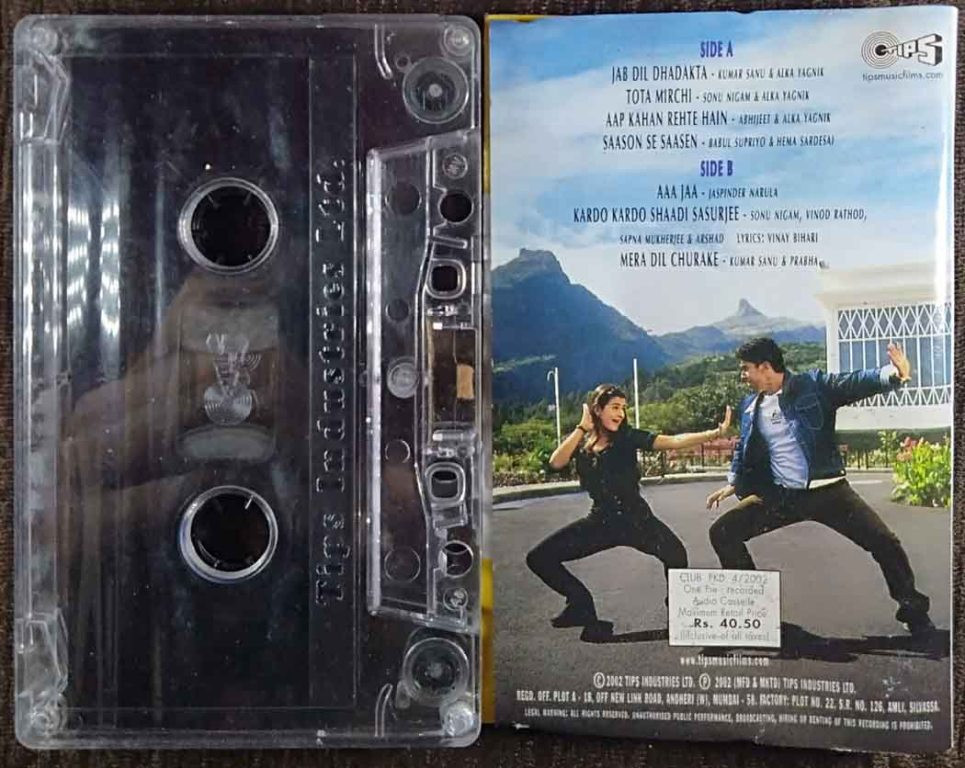 Tips Industries Ltd.
TIPS
tipsmusicfilms.com
SIDE A
JAB DIL DHADAKTA - KUMAR SANU & ALKA YAGNIK
TOTA MIRCHI - SONU NIGAM & ALKA YAGNIK
AAP KAHAN REHTE HAIN - ABHIJEET & ALKA YAGNIK
SAASON SE SAASEN - BABUL SUPRIYO & HEMA SARDESAI
SIDE B
AAA JAA - JASPINDER NARULA
KARDO KARDO SHAADI SASURJEE - SONU NIGAM, VINOD RATHOD,
SAPNA MUKHERJEE & ARSHAD LYRICS: VINAY BIHARI
MERA DIL CHURAKE - KUMAR SANU & PRABHA
CLUB PKD 4/2002
One Pre-recorded
Audio Cassette
Maximum Retail Price
Rs. 40.50
(Inclusive of all taxes)
www.tipsmusicfilms.com
© 2002 TIPS INDUSTRIES LTD. Ⓟ 2002 (MFD & MKTD) TIPS INDUSTRIES LTD.
REGD. OFF. PLOT A - 18, OFF NEW LINK ROAD, ANDHERI (W), MUMBAI - 58. FACTORY: PLOT NO. 22, S.R. NO. 126, AMLI, SILVASSA.
LEGAL WARNING: ALL RIGHTS RESERVED. UNAUTHORISED PUBLIC PERFORMANCE, BROADCASTING, HIRING OR RENTING OF THIS RECORDING IS PROHIBITED.